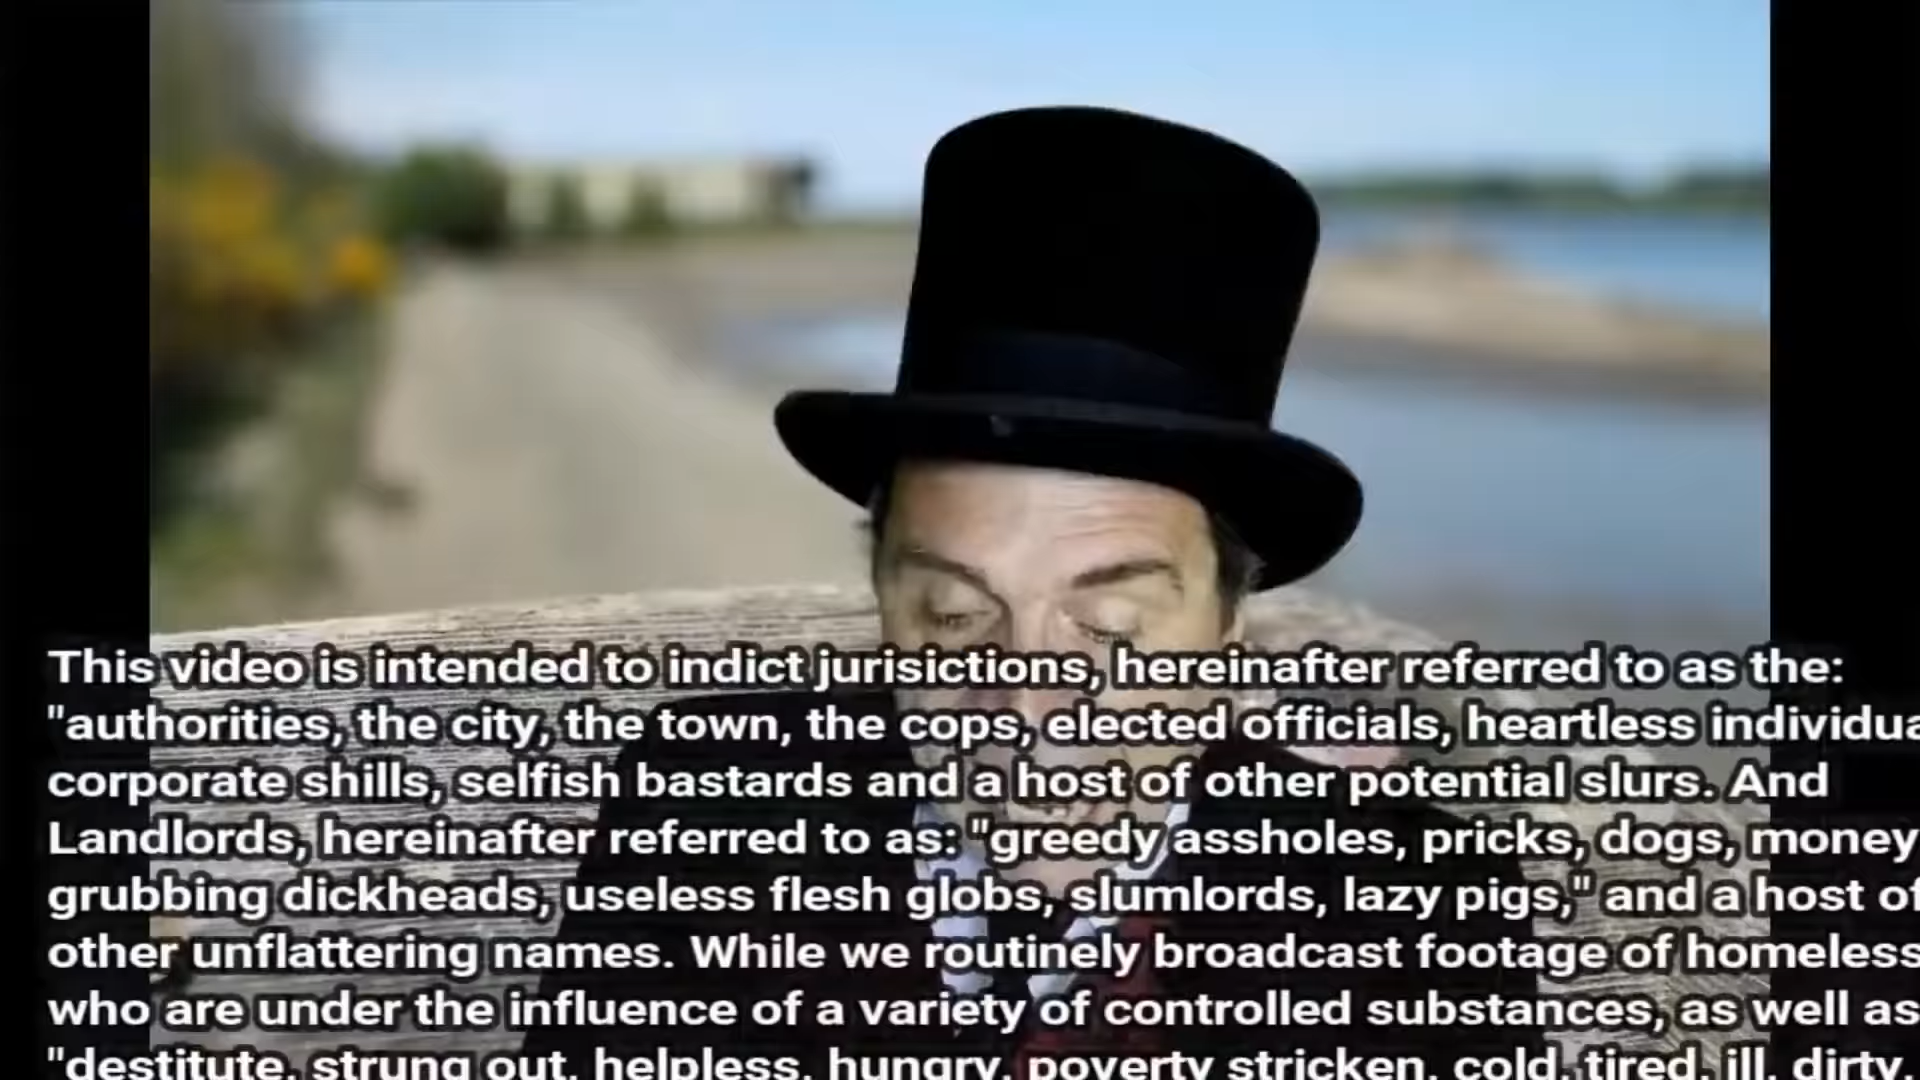 This video is intended to indict jurisictions, hereinafter referred to as the:
"authorities, the city, the town, the cops, elected officials, heartless
corporate shills, selfish bastards and a host of other potential slurs. And
Landlords, hereinafter referred to as: "greedy assholes, pricks, dogs, money
grubbing dickheads, useless flesh globs, slumlords, lazy pigs," and a host of
other unflattering names. While we routinely broadcast footage of homeless
who are under the influence of a variety of controlled substances, as well as
"destitute, strung out, helpless, hungry, poverty stricken, cold, tired, ill, dirty,